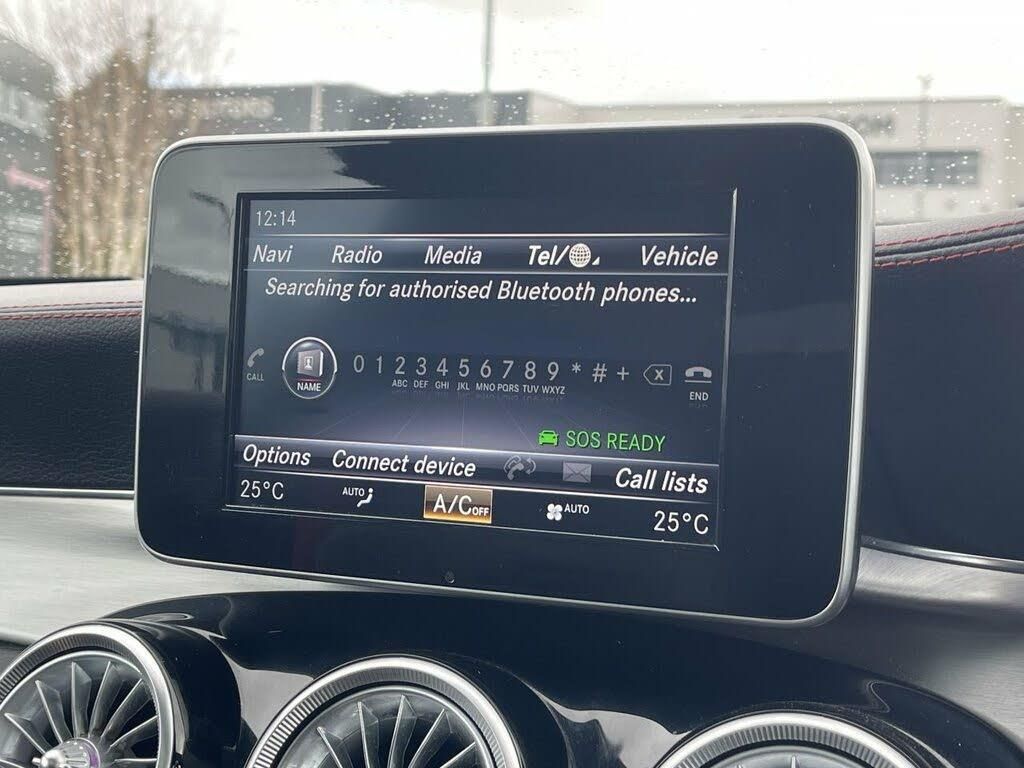 12:14
Navi Radio Media Tel/ Vehicle
Searching for authorised Bluetooth phones...
CALL NAME 0 1 2 3 4 5 6 7 8 9 * # + X END
ABC DEF GHI JKL MNO PQRS TUV WXYZ
SOS READY
Options Connect device Call lists
25°C AUTO A/C OFF AUTO 25°C